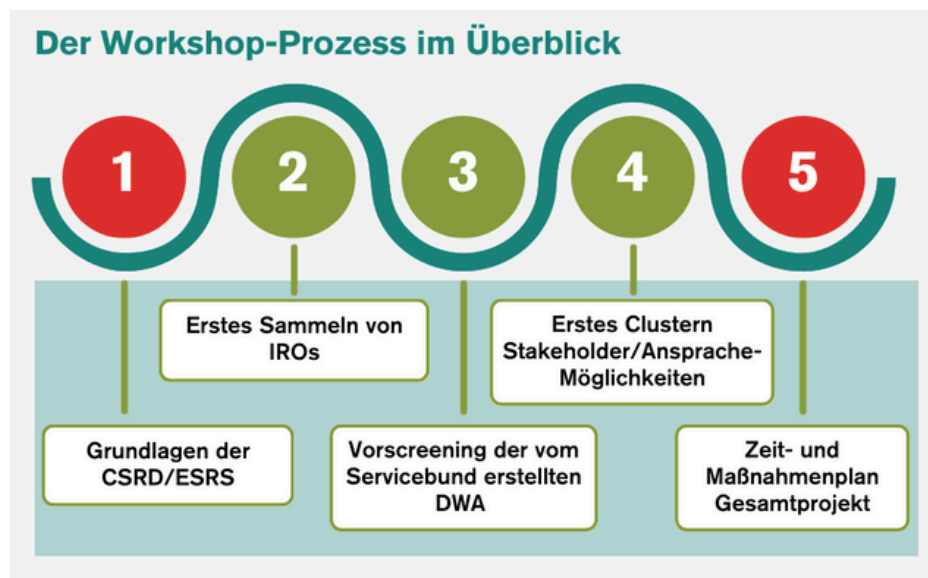 Der Workshop-Prozess im Überblick
1
2
3
4
5
Erstes Sammeln von
IROs
Erstes Clustern
Stakeholder/Ansprache-
Möglichkeiten
Grundlagen der
CSRD/ESRS
Vorscreening der vom
Servicebund erstellten
DWA
Zeit- und
Maßnahmenplan
Gesamtprojekt